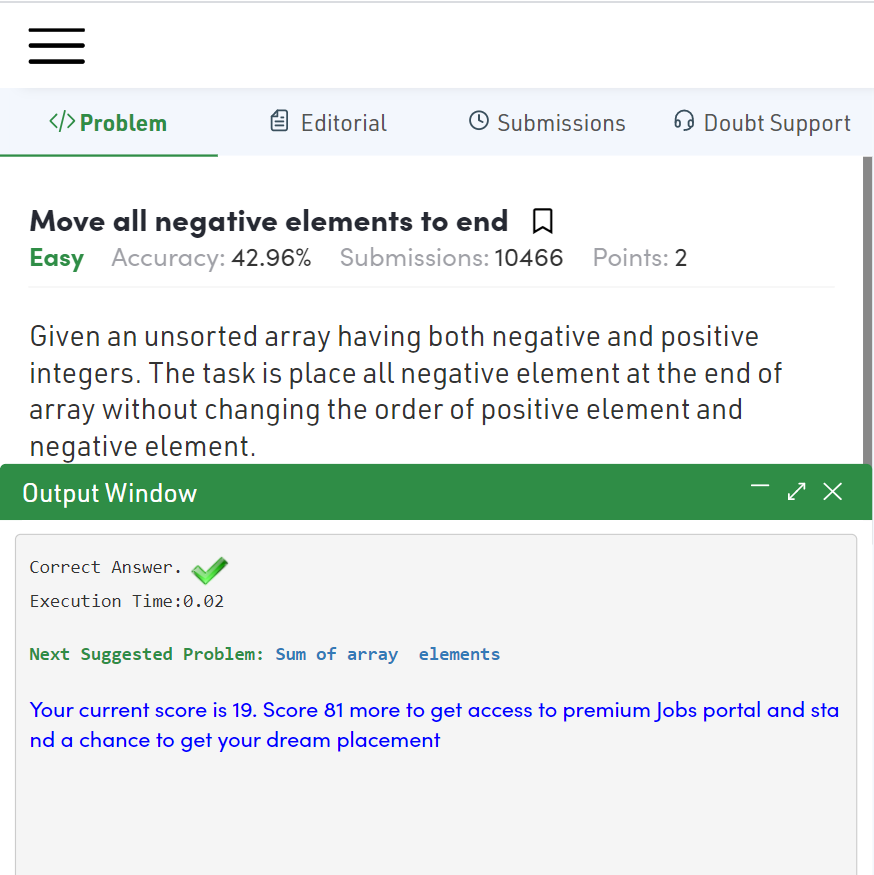 </> Problem Editorial Submissions Doubt Support
Move all negative elements to end
Easy Accuracy: 42.96% Submissions: 10466 Points: 2
Given an unsorted array having both negative and positive
integers. The task is place all negative element at the end of
array without changing the order of positive element and
negative element.
Output Window
Correct Answer.
Execution Time:0.02
Next Suggested Problem: Sum of array elements
Your current score is 19. Score 81 more to get access to premium Jobs portal and sta
nd a chance to get your dream placement